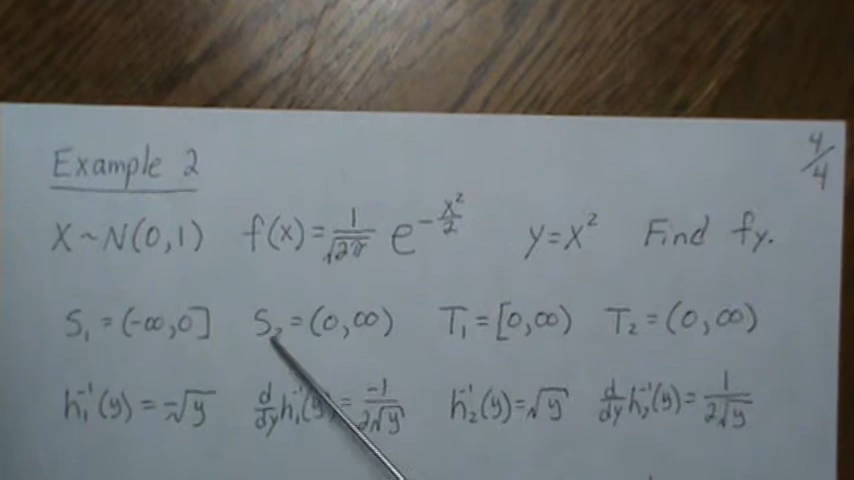 4/4
Example 2
X ~ N(0,1) f(x) = 1/√2π e^(-x²/2) y = x² Find f_Y.
S₁ = (-∞,0] S₂ = (0,∞) T₁ = [0,∞) T₂ = (0,∞)
h₁⁻¹(y) = -√y d/dy h₁⁻¹(y) = -1/2√y h₂⁻¹(y) = √y d/dy h₂⁻¹(y) = 1/2√y